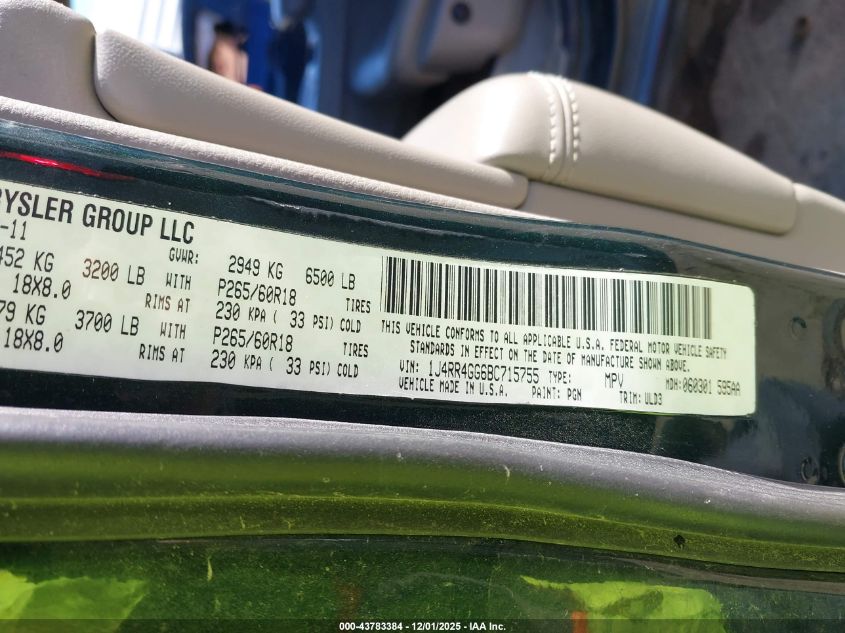 RYSLER GROUP LLC
-11 GVWR: 2949 KG 6500 LB
452 KG 3200 LB WITH P265/60R18 TIRES
18X8.0 RIMS AT 230 KPA ( 33 PSI) COLD
79 KG 3700 LB WITH P265/60R18 TIRES
18X8.0 RIMS AT 230 KPA ( 33 PSI) COLD
THIS VEHICLE CONFORMS TO ALL APPLICABLE U.S.A. FEDERAL MOTOR VEHICLE SAFETY
STANDARDS IN EFFECT ON THE DATE OF MANUFACTURE SHOWN ABOVE.
VIN: 1J4RR4GG6BC715755 TYPE: MPV MDH:060301 595AA
VEHICLE MADE IN U.S.A. PAINT: PGN TRIM: ULD3
000-43783384 - 12/01/2025 - IAA Inc.